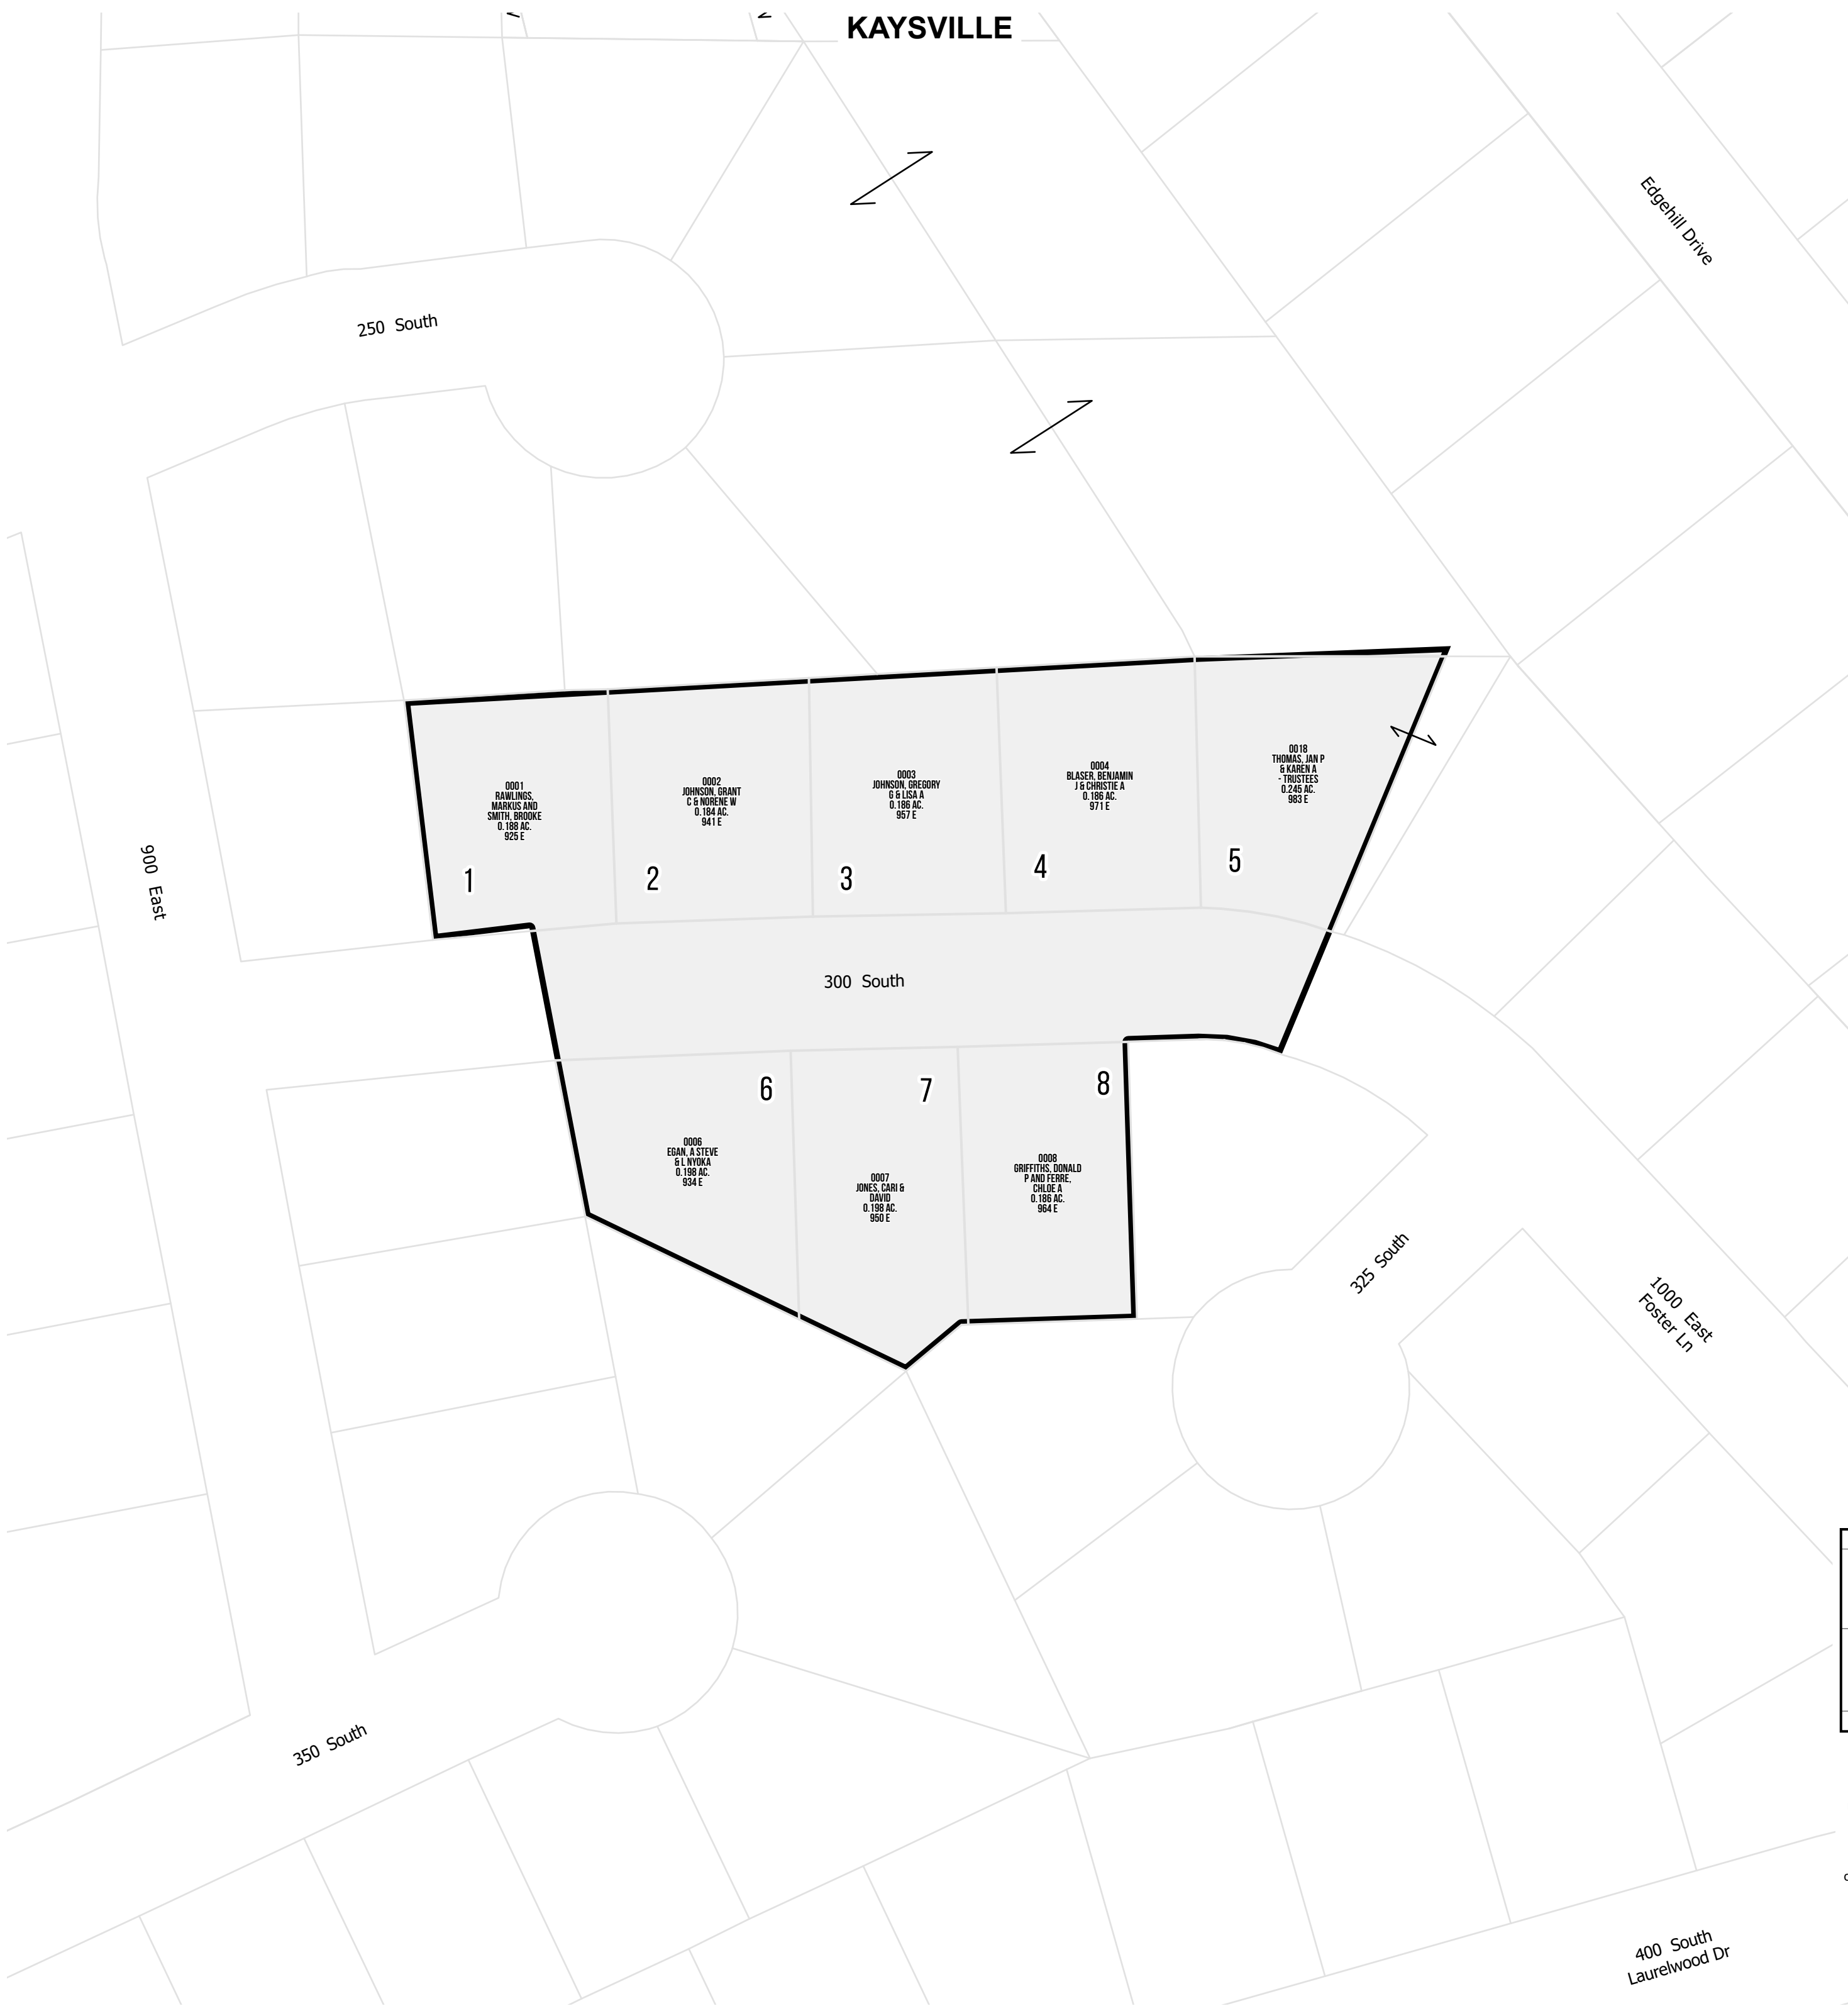 KAYSVILLE
Edgehill Drive
250 South
0001
RAWLINGS,
MARKUS AND
SMITH, BROOKE
0.188 AC.
925 E
1
0002
JOHNSON, GRANT
C & NORENE W
0.184 AC.
941 E
2
0003
JOHNSON, GREGORY
G & LISA A
0.186 AC.
957 E
3
0004
BLASER, BENJAMIN
J & CHRISTIE A
0.186 AC.
971 E
4
0018
THOMAS, JAN P
& KAREN A
- TRUSTEES
0.245 AC.
983 E
5
900 East
300 South
6
0006
EGAN, A STEVE
& L NYOKA
0.198 AC.
934 E
7
0007
JONES, CARI &
DAVID
0.198 AC.
950 E
8
0008
GRIFFITHS, DONALD
P AND FERRE,
CHLOE A
0.186 AC.
964 E
325 South
1000 East
Foster Ln
350 South
400 South
Laurelwood Dr